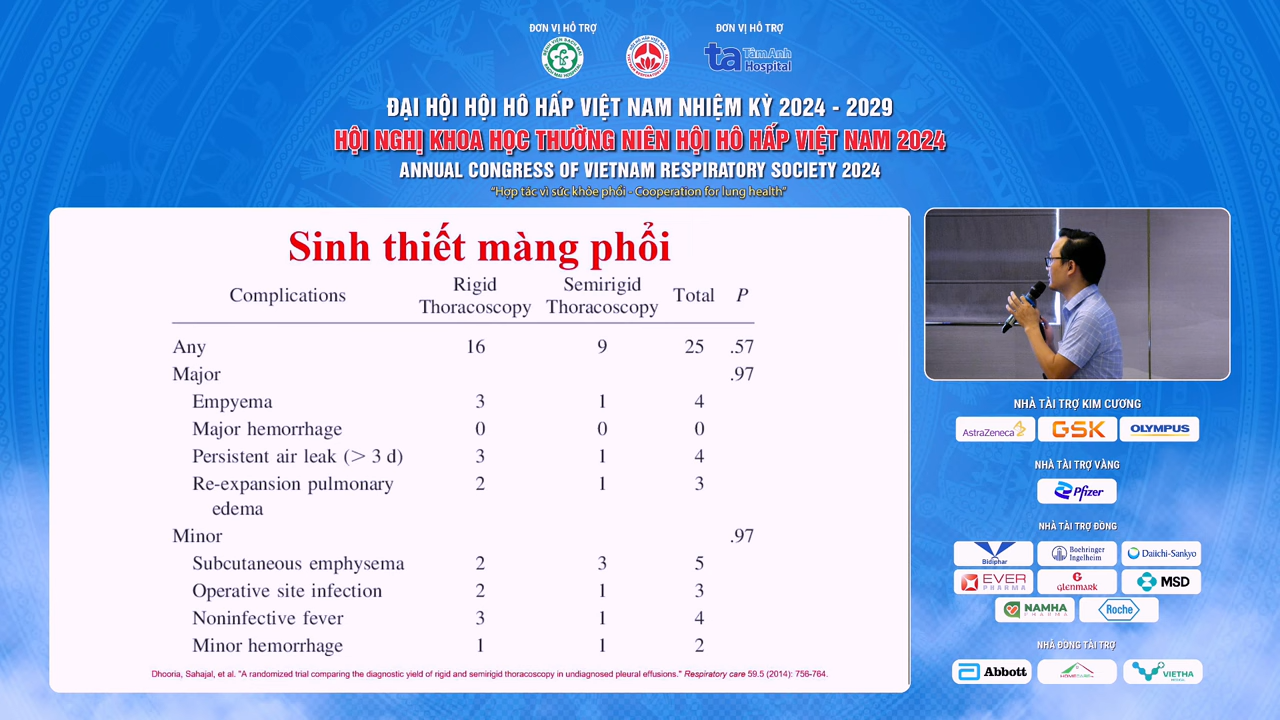 ĐƠN VỊ HỖ TRỢ
ĐƠN VỊ HỖ TRỢ
ta TâmAnh Hospital
ĐẠI HỘI HỘI HÔ HẤP VIỆT NAM NHIỆM KỲ 2024 - 2029
HỘI NGHỊ KHOA HỌC THƯỜNG NIÊN HỘI HÔ HẤP VIỆT NAM 2024
ANNUAL CONGRESS OF VIETNAM RESPIRATORY SOCIETY 2024
"Hợp tác vì sức khỏe phổi - Cooperation for lung health"
Sinh thiết màng phổi
Complications Rigid Thoracoscopy Semirigid Thoracoscopy Total P
Any 16 9 25 .57
Major .97
Empyema 3 1 4
Major hemorrhage 0 0 0
Persistent air leak (> 3 d) 3 1 4
Re-expansion pulmonary edema 2 1 3
Minor .97
Subcutaneous emphysema 2 3 5
Operative site infection 2 1 3
Noninfective fever 3 1 4
Minor hemorrhage 1 1 2
Dhooria, Sahajal, et al. "A randomized trial comparing the diagnostic yield of rigid and semirigid thoracoscopy in undiagnosed pleural effusions." Respiratory care 59.5 (2014): 756-764.
NHÀ TÀI TRỢ KIM CƯƠNG
AstraZeneca GSK OLYMPUS
NHÀ TÀI TRỢ VÀNG
Pfizer
NHÀ TÀI TRỢ ĐỒNG
Bidiphar Boehringer Ingelheim Daiichi-Sankyo
EVER PHARMA GLENMARK MSD
NAMHA PHARMA Roche
NHÀ ĐỒNG TÀI TRỢ
Abbott HOMETCARE VIETHA